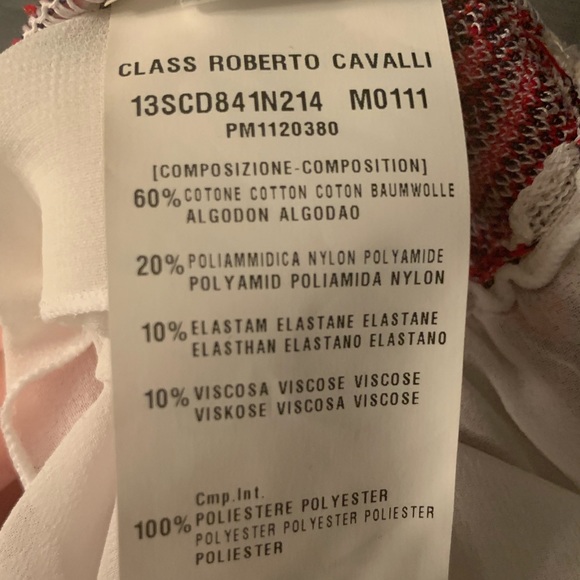 CLASS ROBERTO CAVALLI
13SCD841N214 M0111
PM1120380
[COMPOSIZIONE-COMPOSITION]
60% COTONE COTTON COTON BAUMWOLLE
ALGODON ALGODAO
20% POLIAMMIDICA NYLON POLYAMIDE
POLYAMID POLIAMIDA NYLON
10% ELASTAM ELASTANE ELASTANE
ELASTHAN ELASTANO ELASTANO
10% VISCOSA VISCOSE VISCOSE
VISKOSE VISCOSA VISCOSE
Cmp.Int.
100% POLIESTERE POLYESTER
POLYESTER POLYESTER POLIESTER
POLIESTER